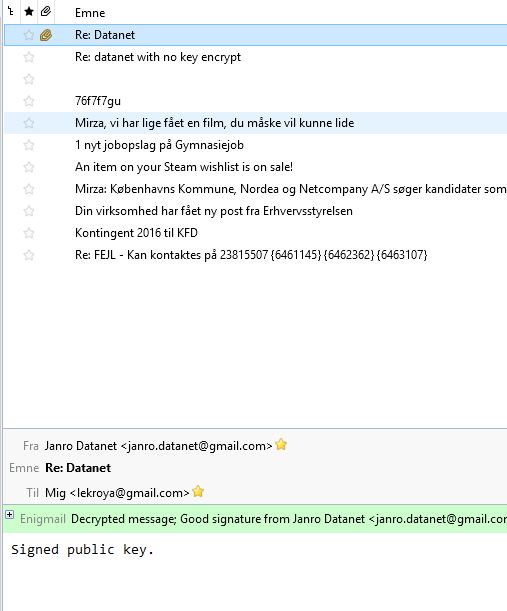 Emne
Re: Datanet
Re: datanet with no key encrypt
76f7f7gu
Mirza, vi har lige fået en film, du måske vil kunne lide
1 nyt jobopslag på Gymnasiejob
An item on your Steam wishlist is on sale!
Mirza: Københavns Kommune, Nordea og Netcompany A/S søger kandidater som
Din virksomhed har fået ny post fra Erhvervsstyrelsen
Kontingent 2016 til KFD
Re: FEJL - Kan kontaktes på 23815507 {6461145} {6462362} {6463107}
Fra Janro Datanet <janro.datanet@gmail.com>
Emne Re: Datanet
Til Mig <lekroya@gmail.com>
Enigmail Decrypted message; Good signature from Janro Datanet <janro.datanet@gmail.cor
Signed public key.